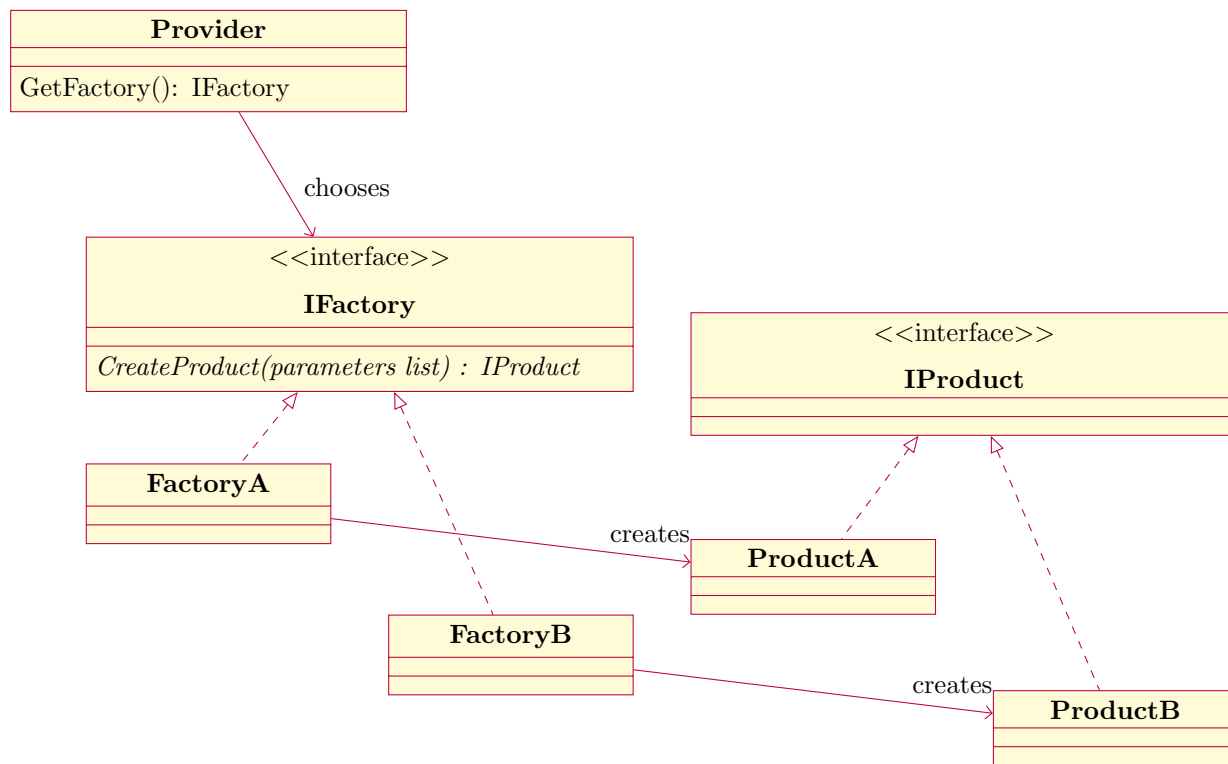 Provider
GetFactory(): IFactory
chooses
<<interface>>
IFactory
CreateProduct(parameters list) : IProduct
<<interface>>
IProduct
FactoryA
creates
ProductA
FactoryB
creates
ProductB